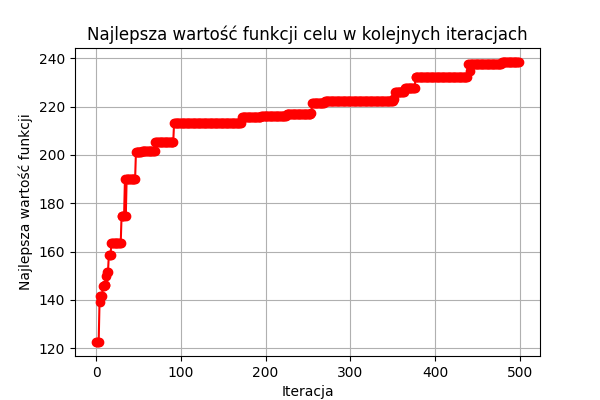 Najlepsza wartość funkcji celu w kolejnych iteracjach
Najlepsza wartość funkcji
240
220
200
180
160
140
120
0 100 200 300 400 500
Iteracja